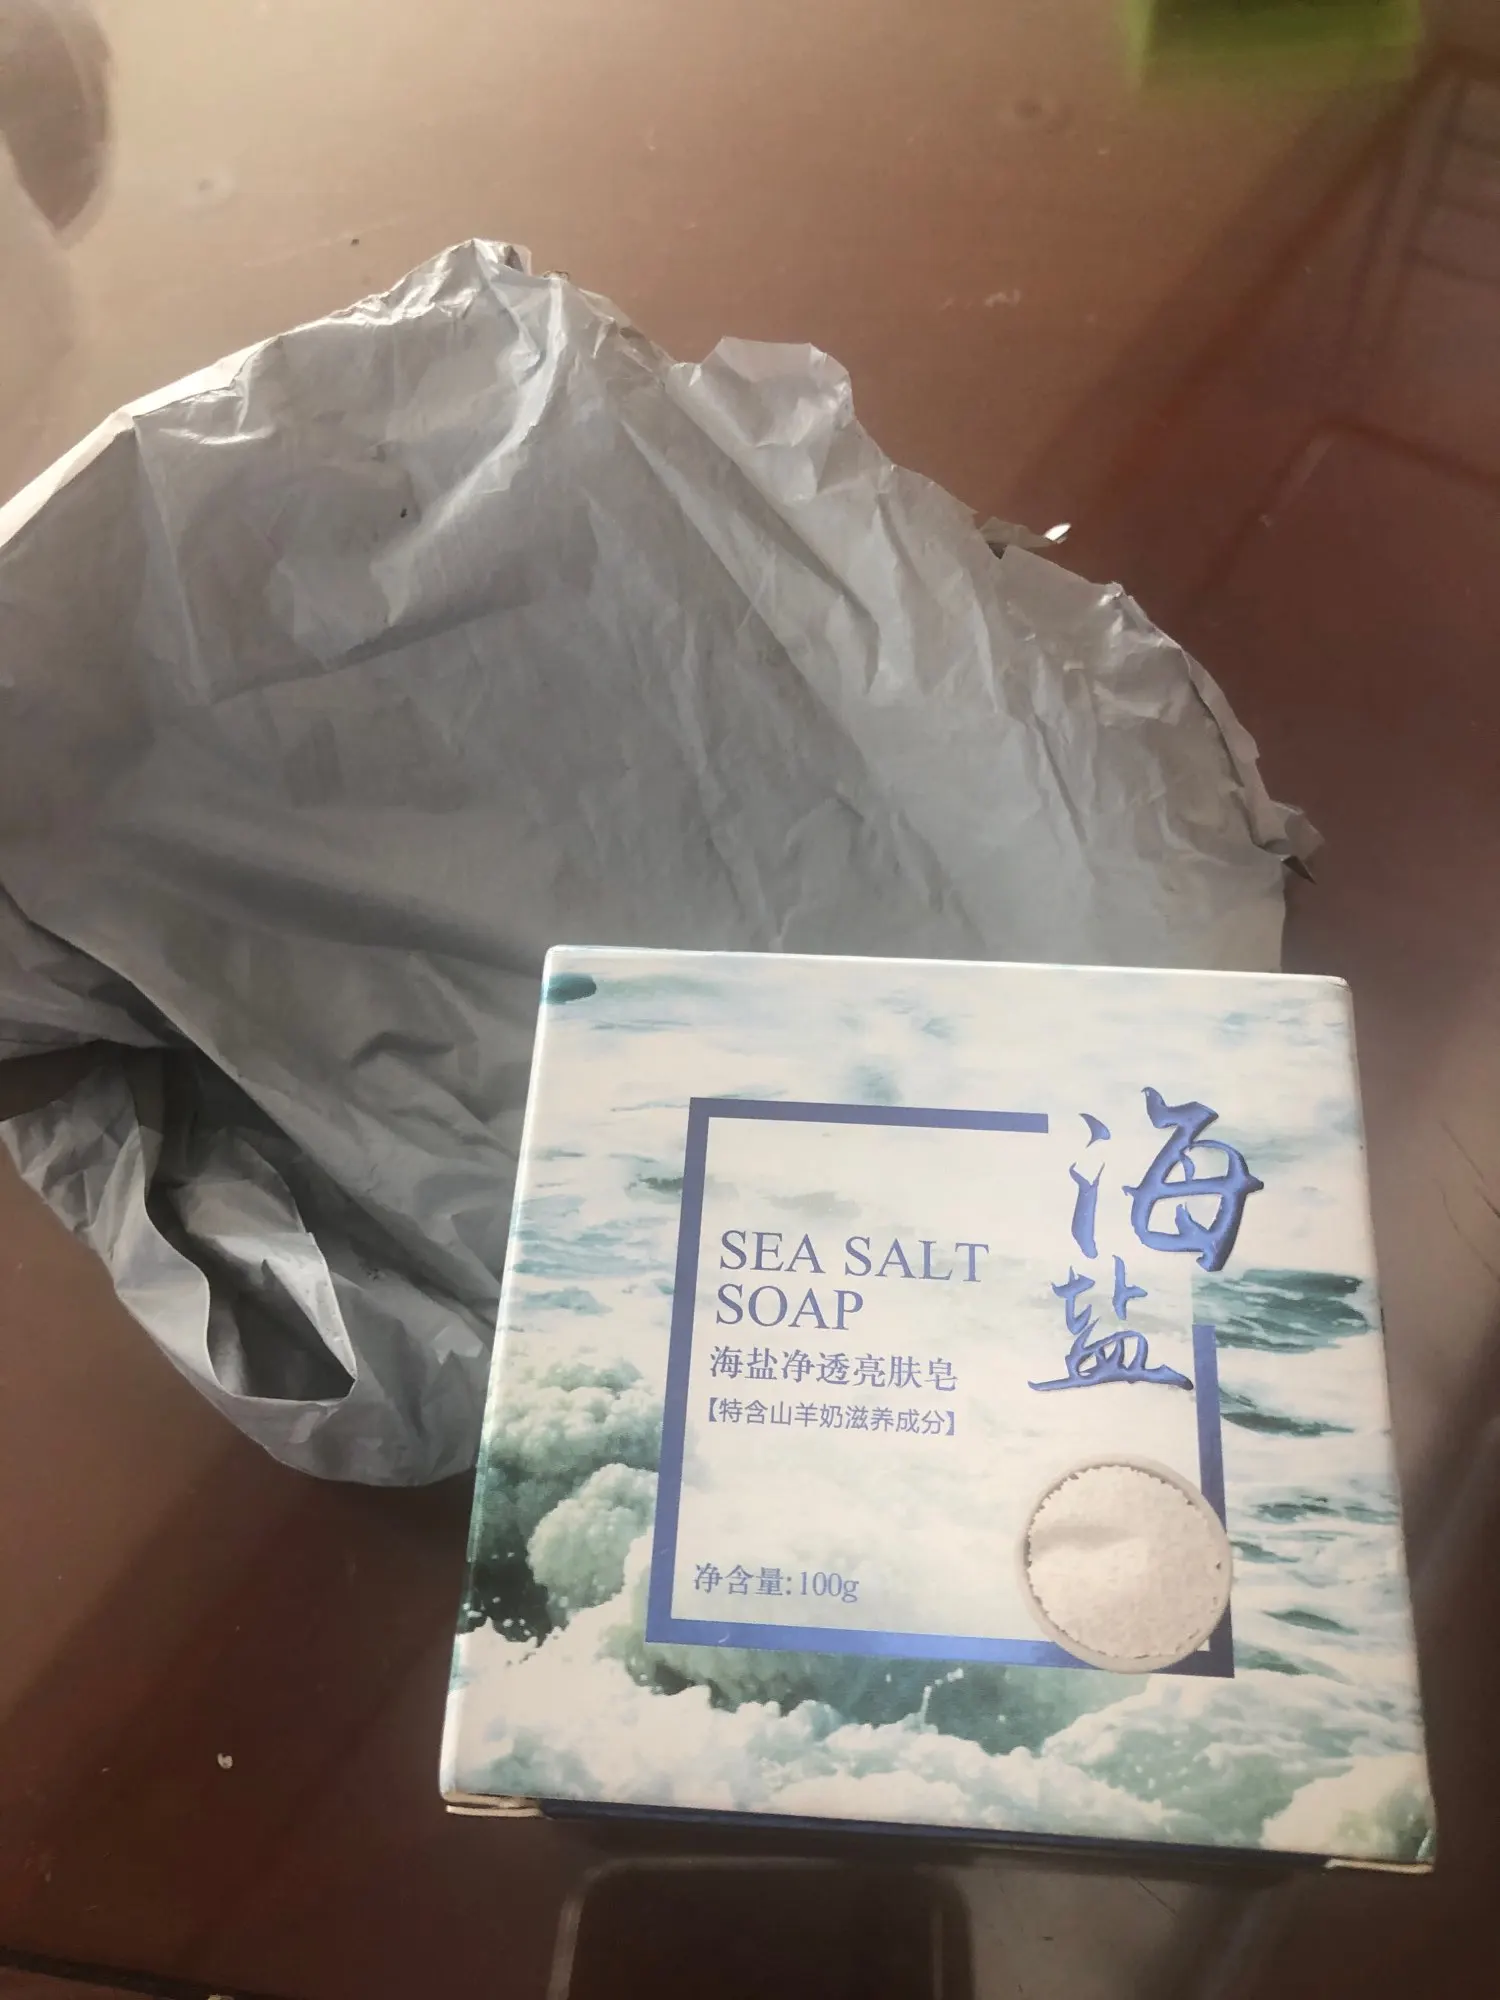 海盐
SEA SALT
SOAP
海盐净透亮肤皂
【特含山羊奶滋养成分】
净含量:100g